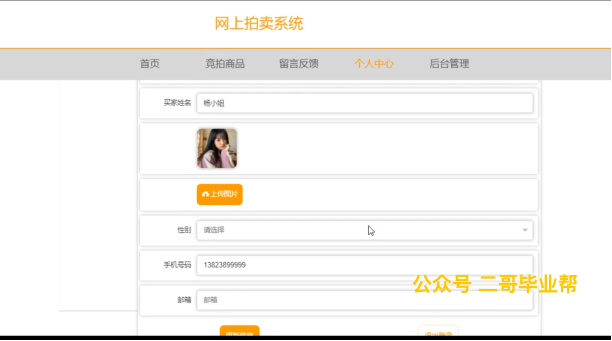 网上拍卖系统
首页 竞拍商品 留言反馈 个人中心 后台管理
买家姓名 杨小姐
上传图片
性别 请选择
手机号码 13823899999
公众号 二哥毕业帮
邮箱 邮箱